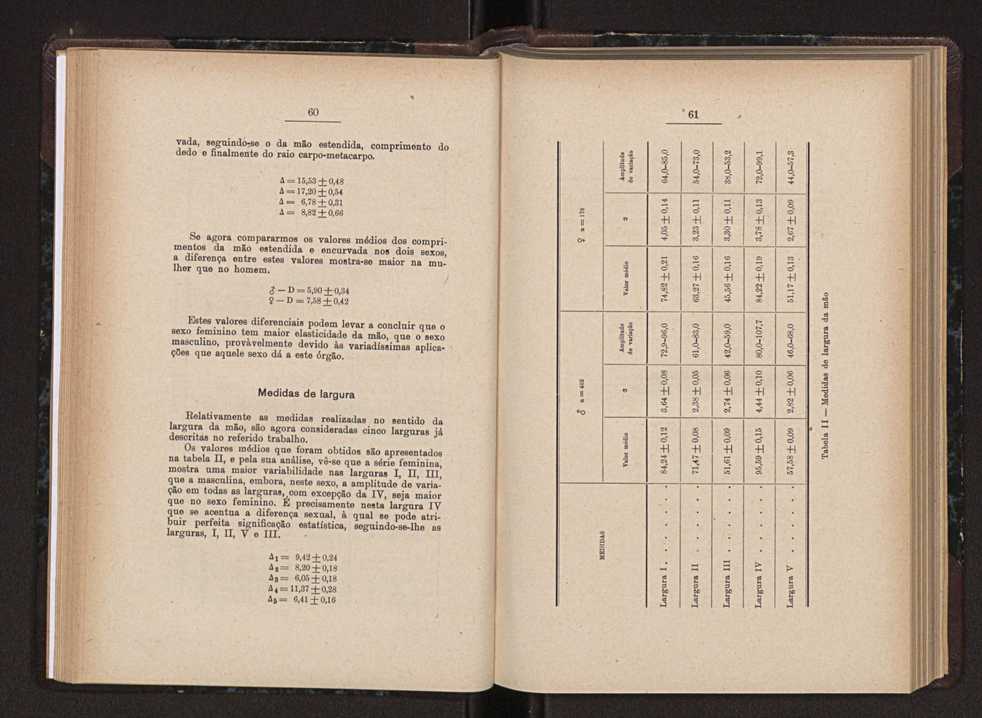 60
vada, seguindo-se o da mão estendida, comprimento do
dedo e finalmente do raio carpo-metacarpo.
Δ = 15,53 ± 0,48
Δ = 17,20 ± 0,54
Δ = 6,78 ± 0,31
Δ = 8,82 ± 0,66
Se agora compararmos os valores médios dos compri-
mentos da mão estendida e encurvada nos dois sexos,
a diferença entre estes valores mostra-se maior na mu-
lher que no homem.
♂ — D = 5,90 ± 0,34
♀ — D = 7,58 ± 0,42
Estes valores diferenciais podem levar a concluir que o
sexo feminino tem maior elasticidade da mão, que o sexo
masculino, provàvelmente devido às variadíssimas aplica-
ções que aquele sexo dá a este órgão.
Medidas de largura
Relativamente as medidas realizadas no sentido da
largura da mão, são agora consideradas cinco larguras já
descritas no referido trabalho.
Os valores médios que foram obtidos são apresentados
na tabela II, e pela sua análise, vê-se que a série feminina,
mostra uma maior variabilidade nas larguras I, II, III,
que a masculina, embora, neste sexo, a amplitude de varia-
ção em todas as larguras, com excepção da IV, seja maior
que no sexo feminino. É precisamente nesta largura IV
que se acentua a diferença sexual, à qual se pode atri-
buir perfeita significação estatística, seguindo-se-lhe as
larguras, I, II, V e III.
Δ1 = 9,42 ± 0,24
Δ2 = 8,20 ± 0,18
Δ3 = 6,05 ± 0,18
Δ4 = 11,37 ± 0,28
Δ5 = 6,41 ± 0,16
61
MEDIDAS ♂ n = 402 ♀ n = 178
Valor médio Amplitude de variação Valor médio Amplitude de variação
Largura I . . . . . . 84,24 ± 0,12 3,64 ± 0,08 72,9-96,0 74,82 ± 0,21 4,05 ± 0,14 64,0-85,0
Largura II . . . . . 71,47 ± 0,08 2,38 ± 0,05 61,0-83,0 63,27 ± 0,16 3,23 ± 0,11 54,0-73,0
Largura III . . . . . 51,61 ± 0,09 2,74 ± 0,06 42,0-59,0 45,56 ± 0,16 3,30 ± 0,11 38,0-53,2
Largura IV . . . . . 95,59 ± 0,15 4,44 ± 0,10 80,0-107,7 84,22 ± 0,19 3,78 ± 0,13 72,0-99,1
Largura V . . . . . 57,58 ± 0,09 2,82 ± 0,06 46,0-68,0 51,17 ± 0,13 2,67 ± 0,09 44,0-57,3
Tabela II — Medidas de largura da mão